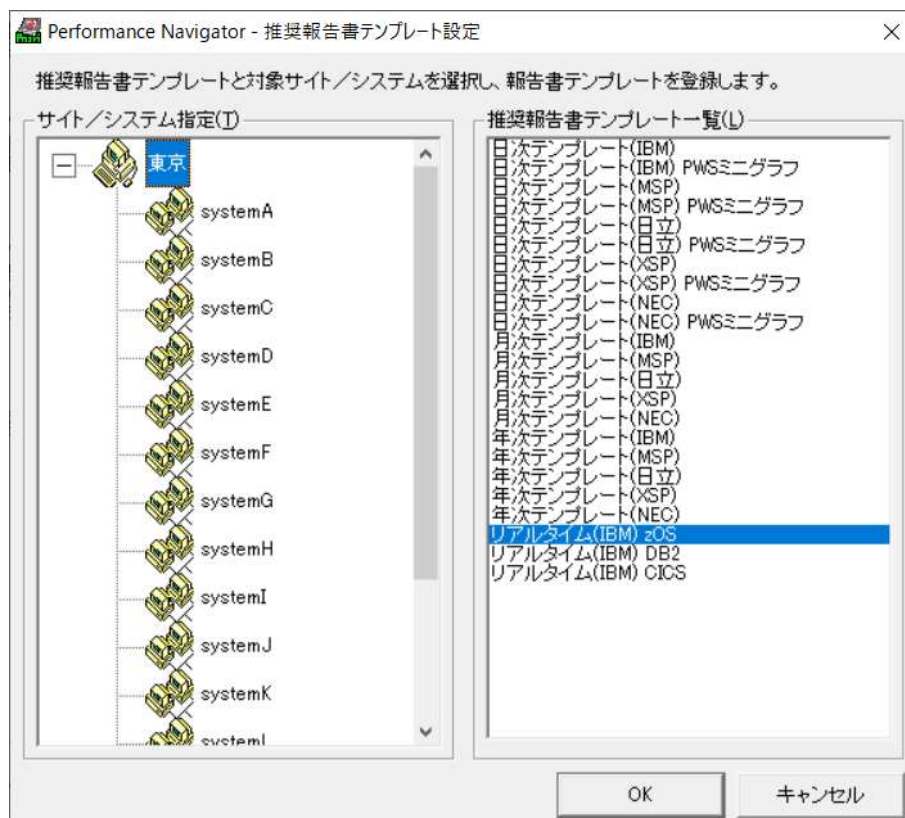 Performance Navigator - 推奨報告書テンプレート設定
推奨報告書テンプレートと対象サイト／システムを選択し、報告書テンプレートを登録します。
サイト／システム指定(T)
東京
systemA
systemB
systemC
systemD
systemE
systemF
systemG
systemH
systemI
systemJ
systemK
systemL
推奨報告書テンプレート一覧(L)
日次テンプレート(IBM)
日次テンプレート(IBM) PWSミニグラフ
日次テンプレート(MSP)
日次テンプレート(MSP) PWSミニグラフ
日次テンプレート(日立)
日次テンプレート(日立) PWSミニグラフ
日次テンプレート(XSP)
日次テンプレート(XSP) PWSミニグラフ
日次テンプレート(NEC)
日次テンプレート(NEC) PWSミニグラフ
月次テンプレート(IBM)
月次テンプレート(MSP)
月次テンプレート(日立)
月次テンプレート(XSP)
月次テンプレート(NEC)
年次テンプレート(IBM)
年次テンプレート(MSP)
年次テンプレート(日立)
年次テンプレート(XSP)
年次テンプレート(NEC)
リアルタイム(IBM) zOS
リアルタイム(IBM) DB2
リアルタイム(IBM) CICS
OK
キャンセル